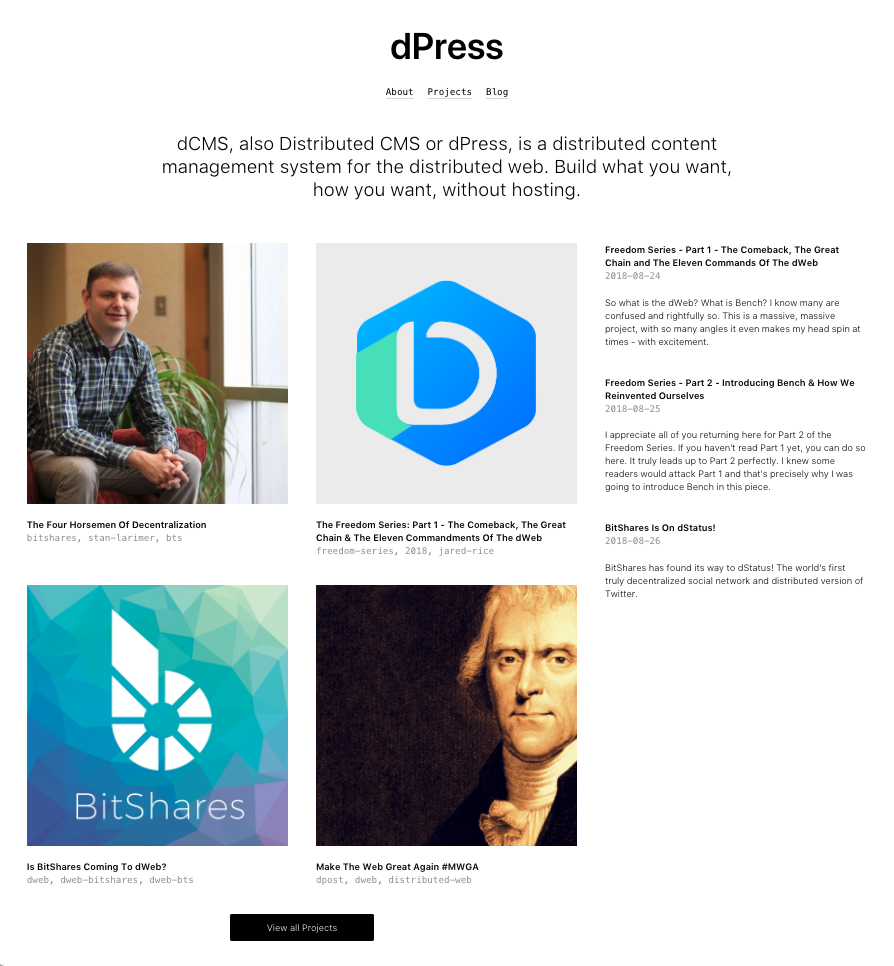 dPress
About Projects Blog
dCMS, also Distributed CMS or dPress, is a distributed content
management system for the distributed web. Build what you want,
how you want, without hosting.
The Four Horsemen Of Decentralization
bitshares, stan-larimer, bts
The Freedom Series: Part 1 - The Comeback, The Great
Chain & The Eleven Commandments Of The dWeb
freedom-series, 2018, jared-rice
BitShares
Is BitShares Coming To dWeb?
dweb, dweb-bitshares, dweb-bts
Make The Web Great Again #MWGA
dpost, dweb, distributed-web
View all Projects
Freedom Series - Part 1 - The Comeback, The Great
Chain and The Eleven Commands Of The dWeb
2018-08-24
So what is the dWeb? What is Bench? I know many are
confused and rightfully so. This is a massive, massive
project, with so many angles it even makes my head spin at
times - with excitement.
Freedom Series - Part 2 - Introducing Bench & How We
Reinvented Ourselves
2018-08-25
I appreciate all of you returning here for Part 2 of the
Freedom Series. If you haven't read Part 1 yet, you can do so
here. It truly leads up to Part 2 perfectly. I knew some
readers would attack Part 1 and that's precisely why I was
going to introduce Bench in this piece.
BitShares Is On dStatus!
2018-08-26
BitShares has found its way to dStatus! The world's first
truly decentralized social network and distributed version of
Twitter.